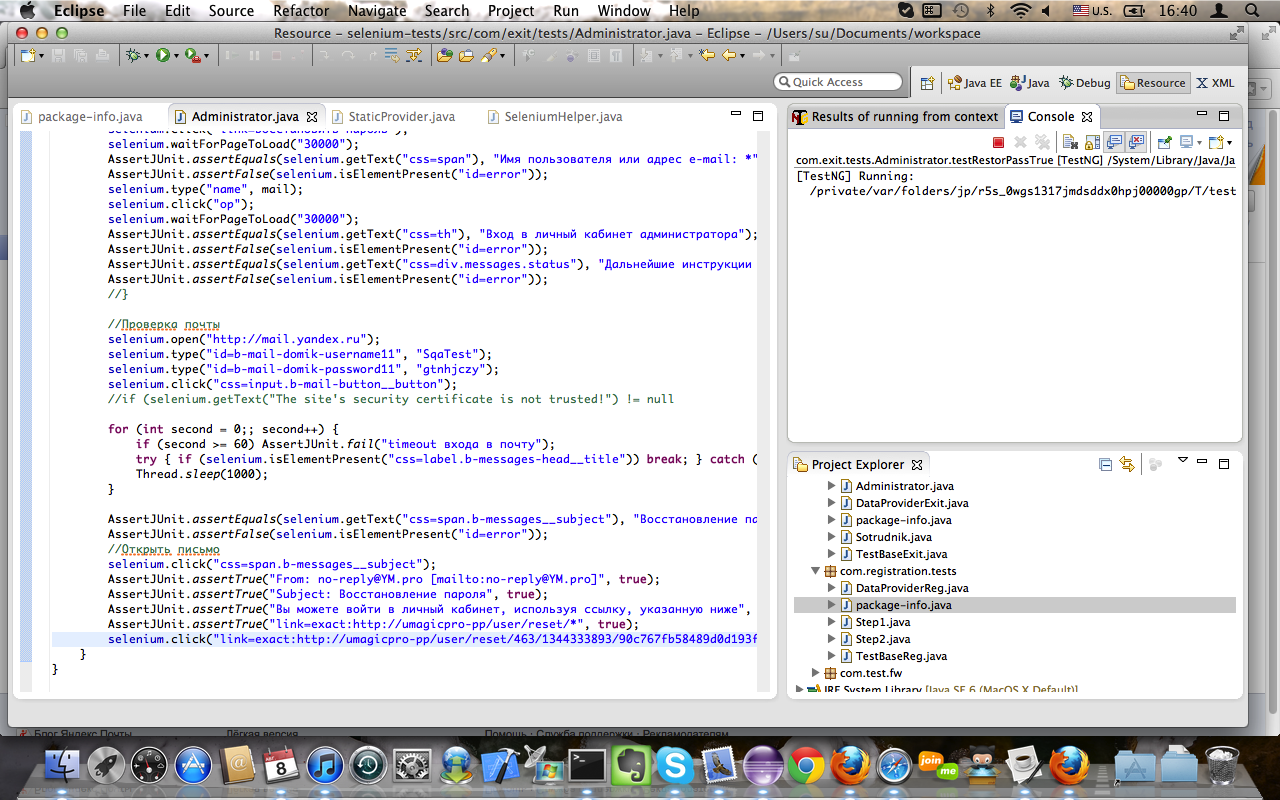 Eclipse File Edit Source Refactor Navigate Search Project Run Window Help U.S. 16:40
Resource – selenium-tests/src/com/exit/tests/Administrator.java – Eclipse – /Users/su/Documents/workspace
Quick Access Java EE Java Debug Resource XML
package-info.java Administrator.java StaticProvider.java SeleniumHelper.java
selenium.waitForPageToLoad("30000");
AssertJUnit.assertEquals(selenium.getText("css=span"), "Имя пользователя или адрес e-mail: *"
AssertJUnit.assertFalse(selenium.isElementPresent("id=error"));
selenium.type("name", mail);
selenium.click("op");
selenium.waitForPageToLoad("30000");
AssertJUnit.assertEquals(selenium.getText("css=th"), "Вход в личный кабинет администратора");
AssertJUnit.assertFalse(selenium.isElementPresent("id=error"));
AssertJUnit.assertEquals(selenium.getText("css=div.messages.status"), "Дальнейшие инструкции
AssertJUnit.assertFalse(selenium.isElementPresent("id=error"));
//}
//Проверка почты
selenium.open("http://mail.yandex.ru");
selenium.type("id=b-mail-domik-username11", "SqaTest");
selenium.type("id=b-mail-domik-password11", "gtnhjczy");
selenium.click("css=input.b-mail-button__button");
//if (selenium.getText("The site's security certificate is not trusted!") != null
for (int second = 0;; second++) {
if (second >= 60) AssertJUnit.fail("timeout входа в почту");
try { if (selenium.isElementPresent("css=label.b-messages-head__title")) break; } catch (
Thread.sleep(1000);
}
AssertJUnit.assertEquals(selenium.getText("css=span.b-messages__subject"), "Восстановление па
AssertJUnit.assertFalse(selenium.isElementPresent("id=error"));
//Открыть письмо
selenium.click("css=span.b-messages__subject");
AssertJUnit.assertTrue("From: no-reply@YM.pro [mailto:no-reply@YM.pro]", true);
AssertJUnit.assertTrue("Subject: Восстановление пароля", true);
AssertJUnit.assertTrue("Вы можете войти в личный кабинет, используя ссылку, указанную ниже",
AssertJUnit.assertTrue("link=exact:http://umagicpro-pp/user/reset/*", true);
selenium.click("link=exact:http://umagicpro-pp/user/reset/463/1344333893/90c767fb58489d0d193f
}
}
Results of running from context Console
com.exit.tests.Administrator.testRestorPassTrue [TestNG] /System/Library/Java/Ja
[TestNG] Running:
/private/var/folders/jp/r5s_0wgs1317jmdsddx0hpj00000gp/T/test
Project Explorer
Administrator.java
DataProviderExit.java
package-info.java
Sotrudnik.java
TestBaseExit.java
com.registration.tests
DataProviderReg.java
package-info.java
Step1.java
Step2.java
TestBaseReg.java
com.test.fw
JRE System Library [Java SE 6 (MacOS X Default)]
Блог Яндекс Почты Лёгкая версия Помощь · Служба поддержки · Рекламодателям
8
join me